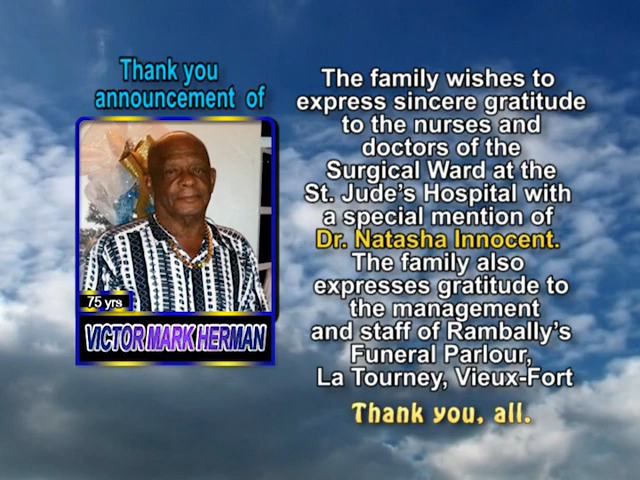 Thank you
announcement of
75 yrs
VICTOR MARK HERMAN
The family wishes to
express sincere gratitude
to the nurses and
doctors of the
Surgical Ward at the
St. Jude's Hospital with
a special mention of
Dr. Natasha Innocent.
The family also
expresses gratitude to
the management
and staff of Rambally's
Funeral Parlour,
La Tourney, Vieux-Fort
Thank you, all.